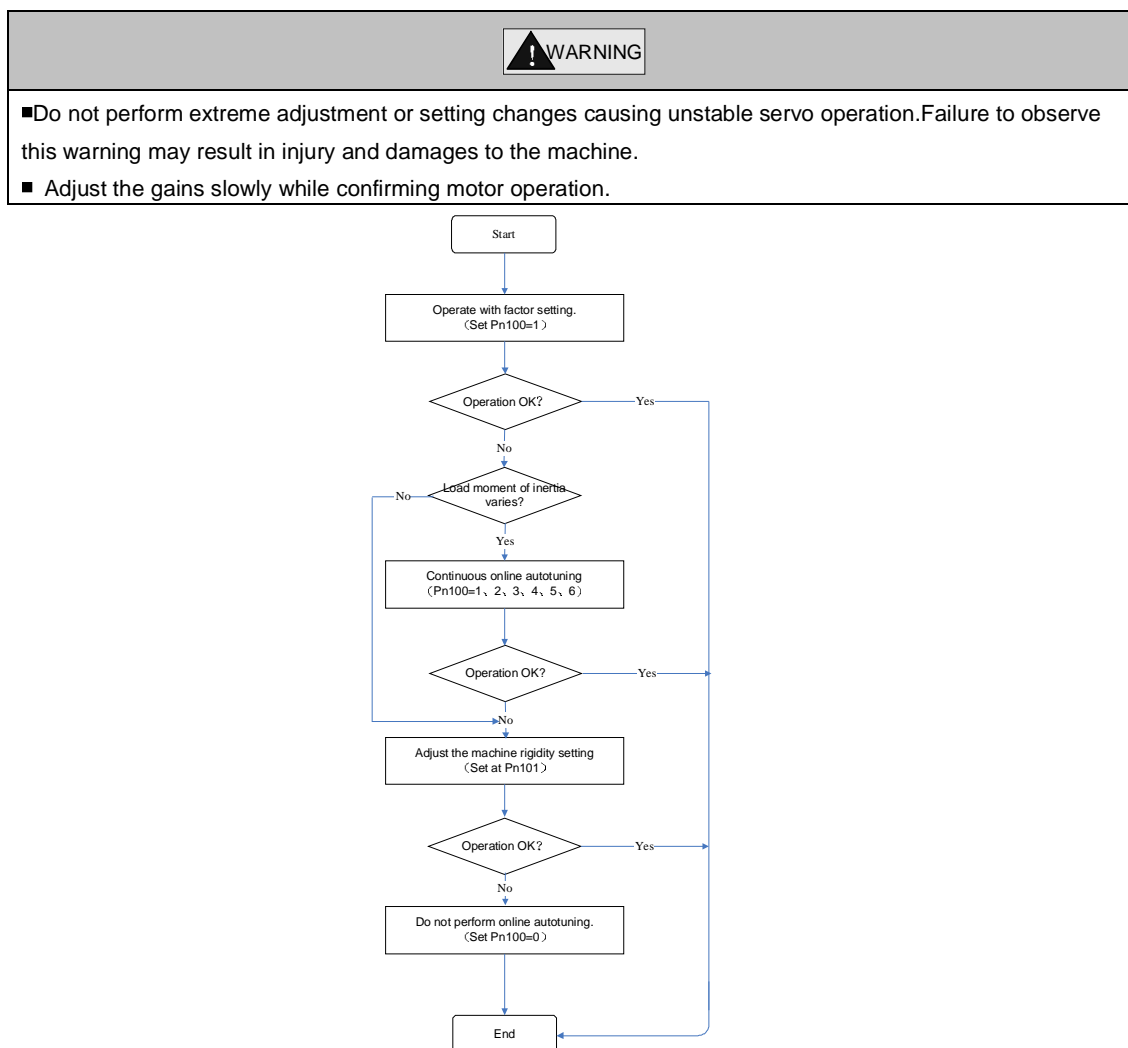 WARNING
■Do not perform extreme adjustment or setting changes causing unstable servo operation.Failure to observe
this warning may result in injury and damages to the machine.
■ Adjust the gains slowly while confirming motor operation.
Start
Operate with factor setting.
（Set Pn100=1）
Operation OK？
Yes
No
Load moment of inertia
varies?
No
Yes
Continuous online autotuning
（Pn100=1、2、3、4、5、6）
Operation OK？
Yes
No
Adjust the machine rigidity setting
（Set at Pn101）
Operation OK？
Yes
No
Do not perform online autotuning.
（Set Pn100=0）
End